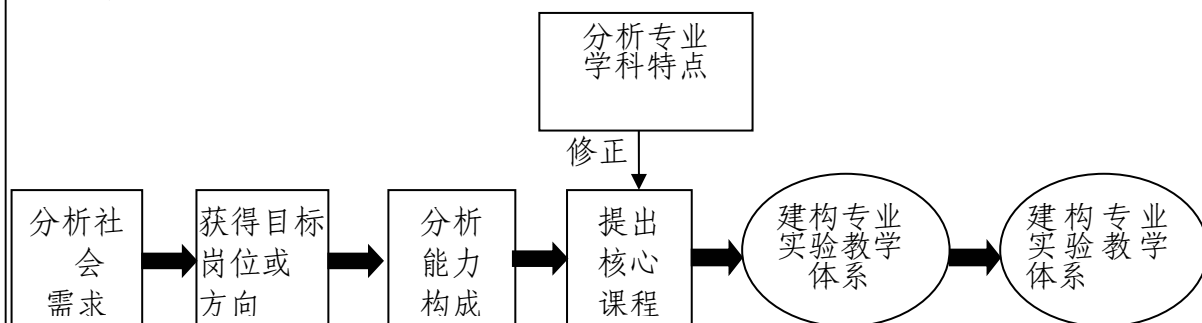 分析专业
学科特点
修正
分析社
会
需求
获得目标
岗位或
方向
分析
能力
构成
提出
核心
课程
建构专业
实验教学
体系
建构专业
实验教学
体系